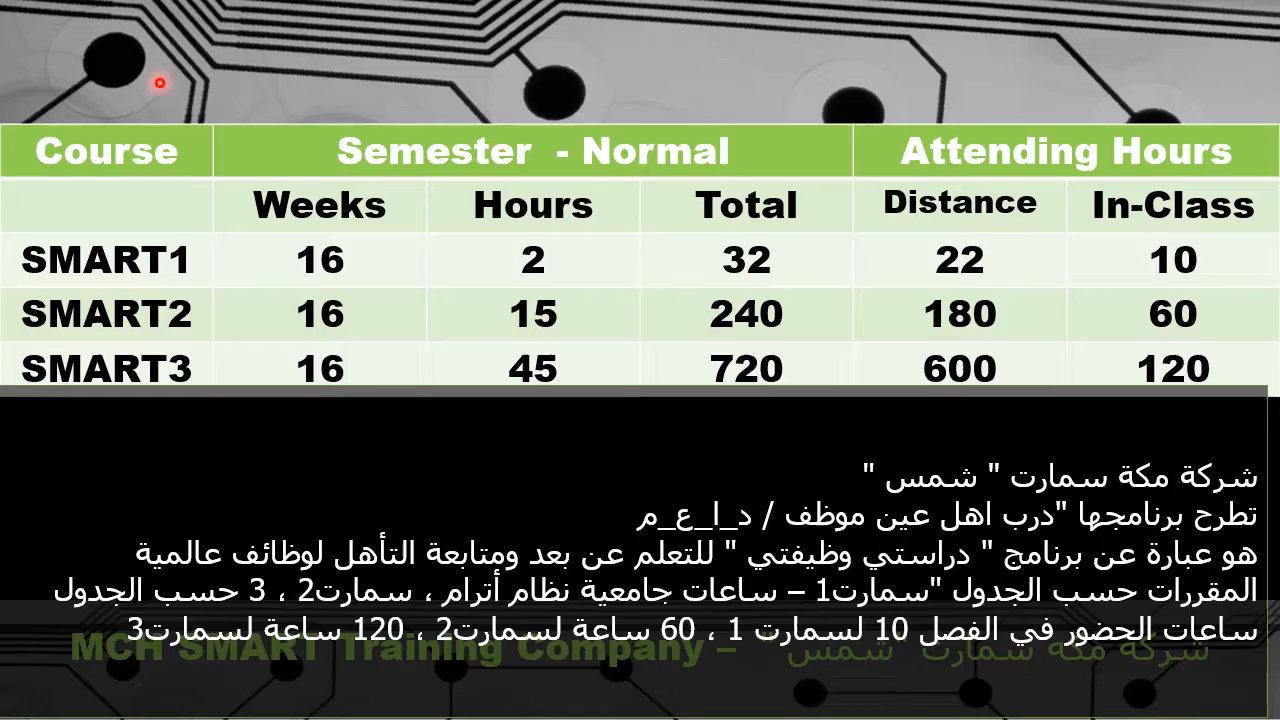 Course Semester - Normal Attending Hours
Weeks Hours Total Distance In-Class
SMART1 16 2 32 22 10
SMART2 16 15 240 180 60
SMART3 16 45 720 600 120
شركة مكة سمارت " شمس "
تطرح برنامجها "درب اهل عين موظف / د_ا_ع_م
هو عبارة عن برنامج " دراستي وظيفتي " للتعلم عن بعد ومتابعة التأهل لوظائف عالمية
المقررات حسب الجدول "سمارت1 – ساعات جامعية نظام أترام ، سمارت2 ، 3 حسب الجدول
ساعات الحضور في الفصل 10 لسمارت 1 ، 60 ساعة لسمارت2 ، 120 ساعة لسمارت3
MCH SMART Training Company – "شركة مكة سمارت "شمس